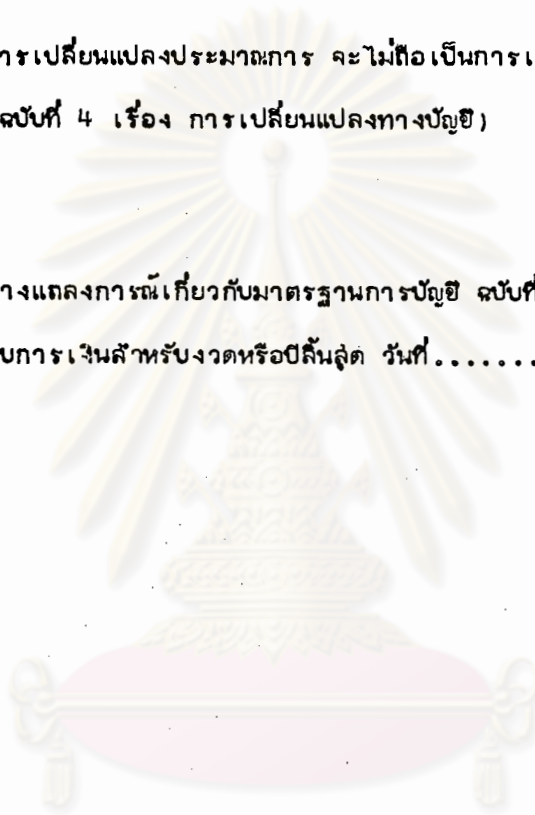 ารเปลี่ยนแปลงประมาณการ จะไม่ถือเป็นการเ
ฉบับที่ 4 เรื่อง การเปลี่ยนแปลงทางบัญชี)
างแถลงการณ์เกี่ยวกับมาตรฐานการบัญชี ฉบับที่
บการเงินสำหรับงวดหรือปีสิ้นสุด วันที่.......